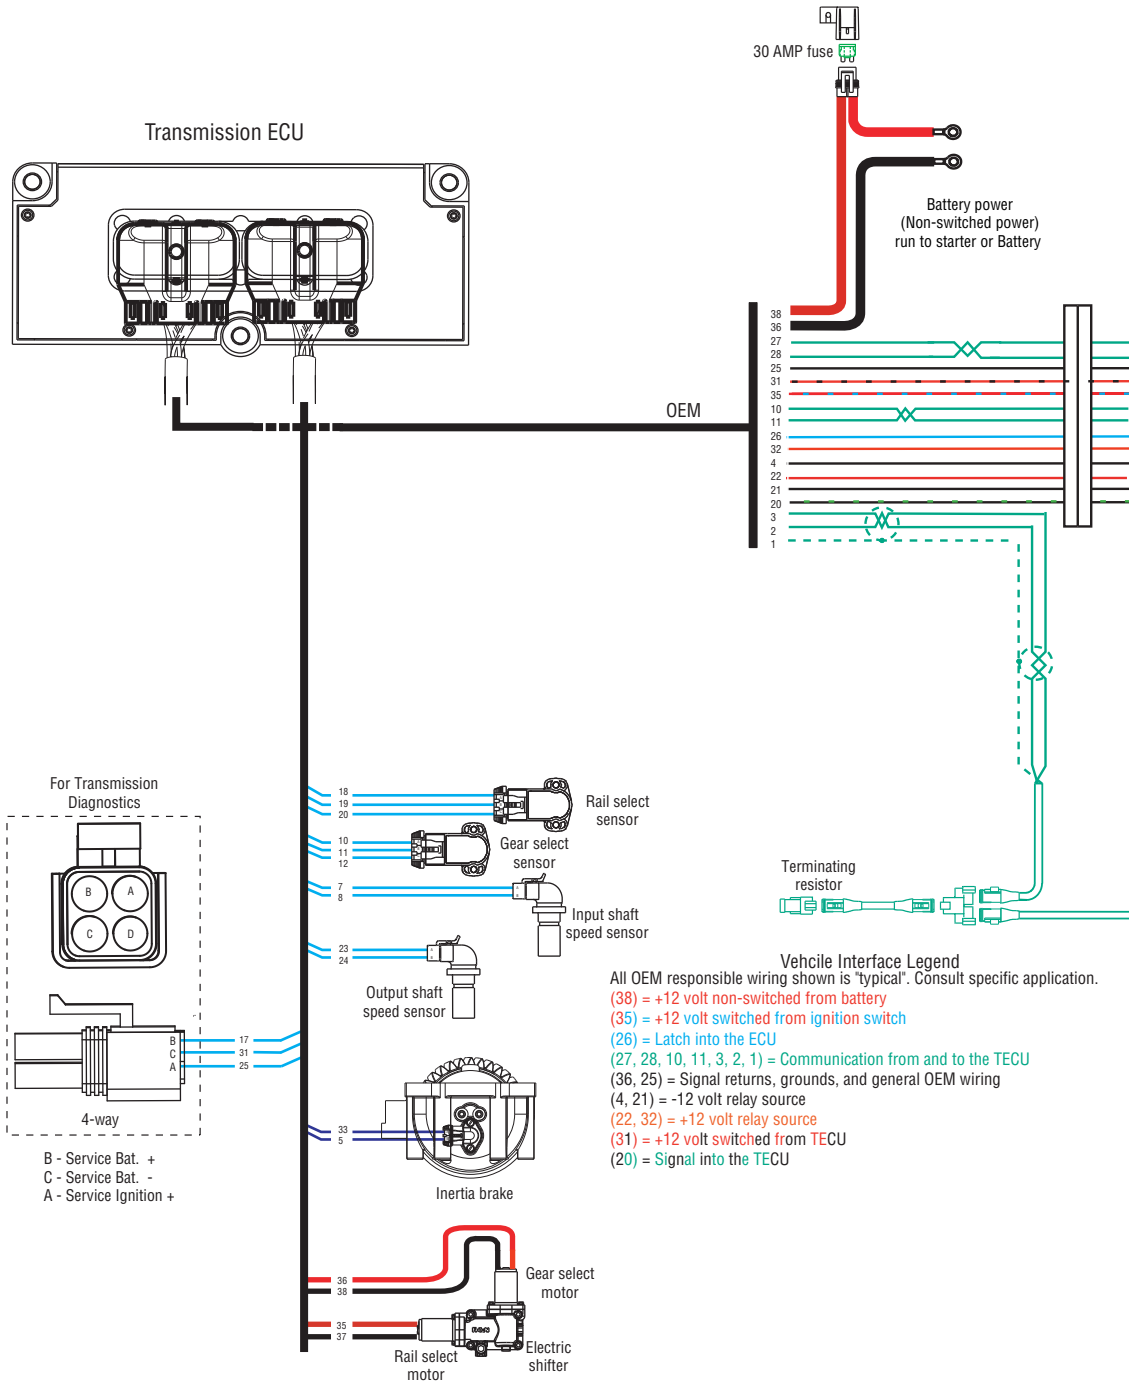 30 AMP fuse
Transmission ECU
Battery power
(Non-switched power)
run to starter or Battery
38
36
27
28
25
31
35
10
11
26
32
4
22
21
20
3
2
1
OEM
18
19
20
Rail select
sensor
10
11
12
Gear select
sensor
7
8
Input shaft
speed sensor
23
24
Output shaft
speed sensor
For Transmission
Diagnostics
B
A
C
D
B
C
A
17
31
25
4-way
B - Service Bat. +
C - Service Bat. -
A - Service Ignition +
33
5
Inertia brake
36
38
Gear select
motor
35
37
Rail select
motor
Electric
shifter
Terminating
resistor
Vehcile Interface Legend
All OEM responsible wiring shown is "typical". Consult specific application.
(38) = +12 volt non-switched from battery
(35) = +12 volt switched from ignition switch
(26) = Latch into the ECU
(27, 28, 10, 11, 3, 2, 1) = Communication from and to the TECU
(36, 25) = Signal returns, grounds, and general OEM wiring
(4, 21) = -12 volt relay source
(22, 32) = +12 volt relay source
(31) = +12 volt switched from TECU
(20) = Signal into the TECU